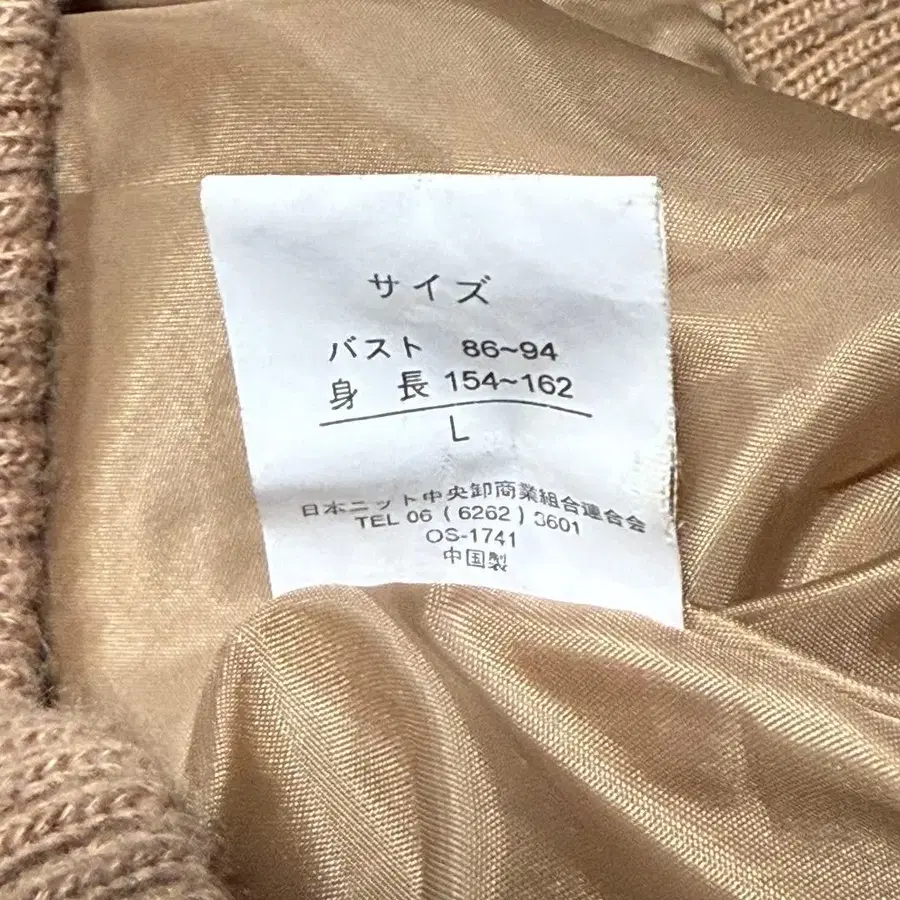 サイズ
バスト 86~94
身長 154~162
L
日本ニット中央卸商業組合連合会
TEL 06 (6262) 3601
OS-1741
中国製